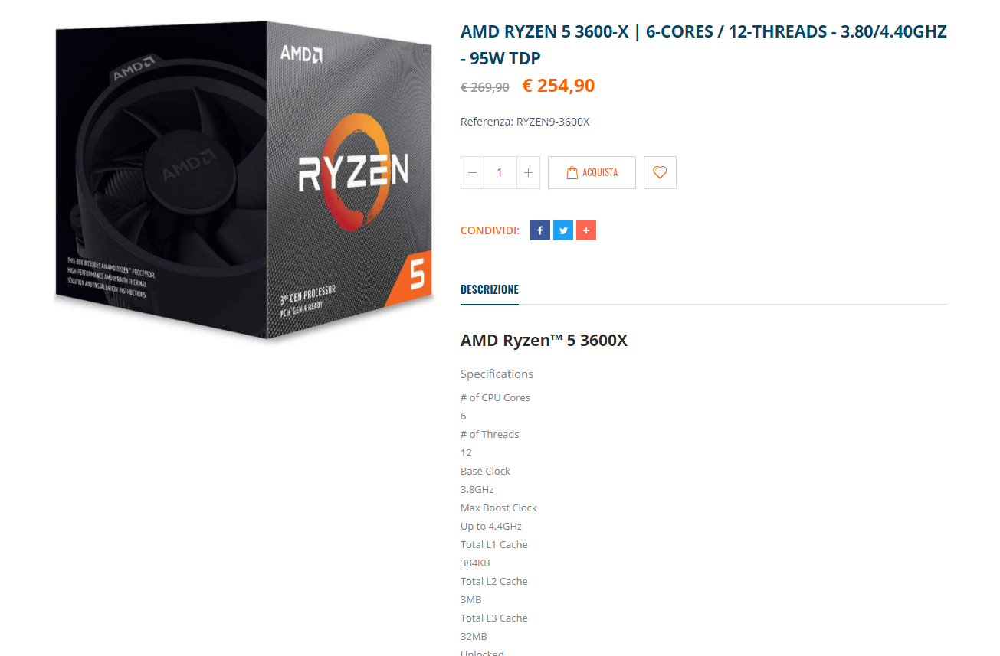 AMD
AMD
AMD
RYZEN
5
3RD GEN PROCESSOR
PCIe® GEN 4 READY
THIS BOX INCLUDES AN AMD RYZEN™ PROCESSOR,
HIGH-PERFORMANCE AMD WRAITH THERMAL
SOLUTION AND INSTALLATION INSTRUCTIONS.
AMD RYZEN 5 3600-X | 6-CORES / 12-THREADS - 3.80/4.40GHZ
- 95W TDP
€ 269,90 € 254,90
Referenza: RYZEN9-3600X
1
ACQUISTA
CONDIVIDI:
DESCRIZIONE
AMD Ryzen™ 5 3600X
Specifications
# of CPU Cores
6
# of Threads
12
Base Clock
3.8GHz
Max Boost Clock
Up to 4.4GHz
Total L1 Cache
384KB
Total L2 Cache
3MB
Total L3 Cache
32MB
Unlocked